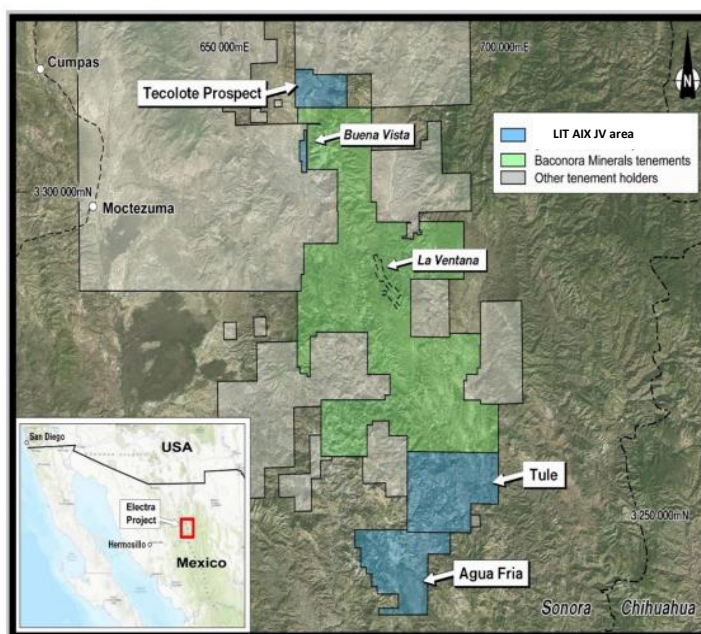 650 000mE
700 000mE
Cumpas
Tecolote Prospect
N
Buena Vista
LIT AIX JV area
Baconora Minerals tenements
Other tenement holders
3 300 000mN
Moctezuma
La Ventana
San Diego
USA
Tule
Electra
Project
3 250 000mN
Hermosillo
Mexico
Agua Fria
Sonora
Chihuahua